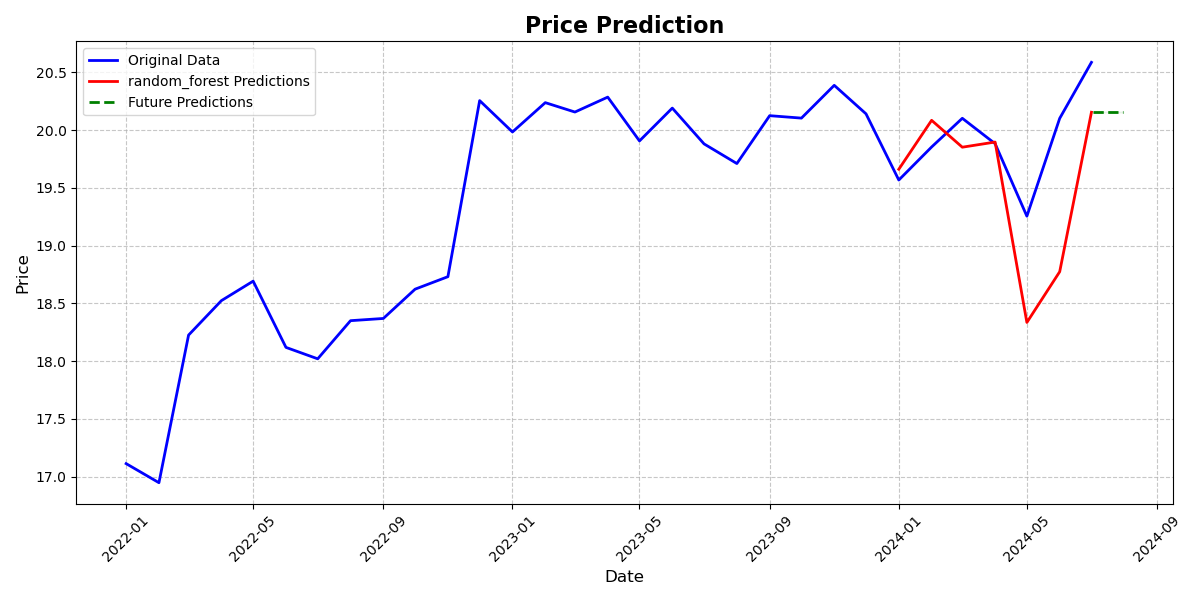 Price Prediction
Original Data
random_forest Predictions
Future Predictions
Price
20.5
20.0
19.5
19.0
18.5
18.0
17.5
17.0
2022-01
2022-05
2022-09
2023-01
2023-05
2023-09
2024-01
2024-05
2024-09
Date